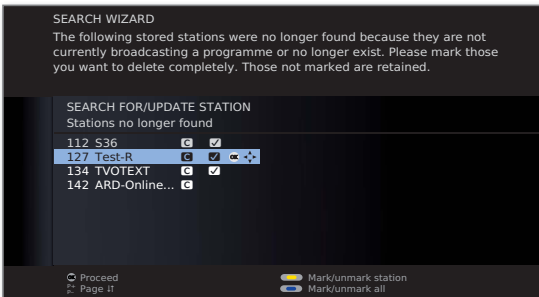 SEARCH WIZARD
The following stored stations were no longer found because they are not
currently broadcasting a programme or no longer exist. Please mark those
you want to delete completely. Those not marked are retained.
SEARCH FOR/UPDATE STATION
Stations no longer found
112 S36 C
127 Test-R C OK
134 TVOTEXT C
142 ARD-Online... C
OK Proceed
Mark/unmark station
P+ P- Page ↓↑
Mark/unmark all